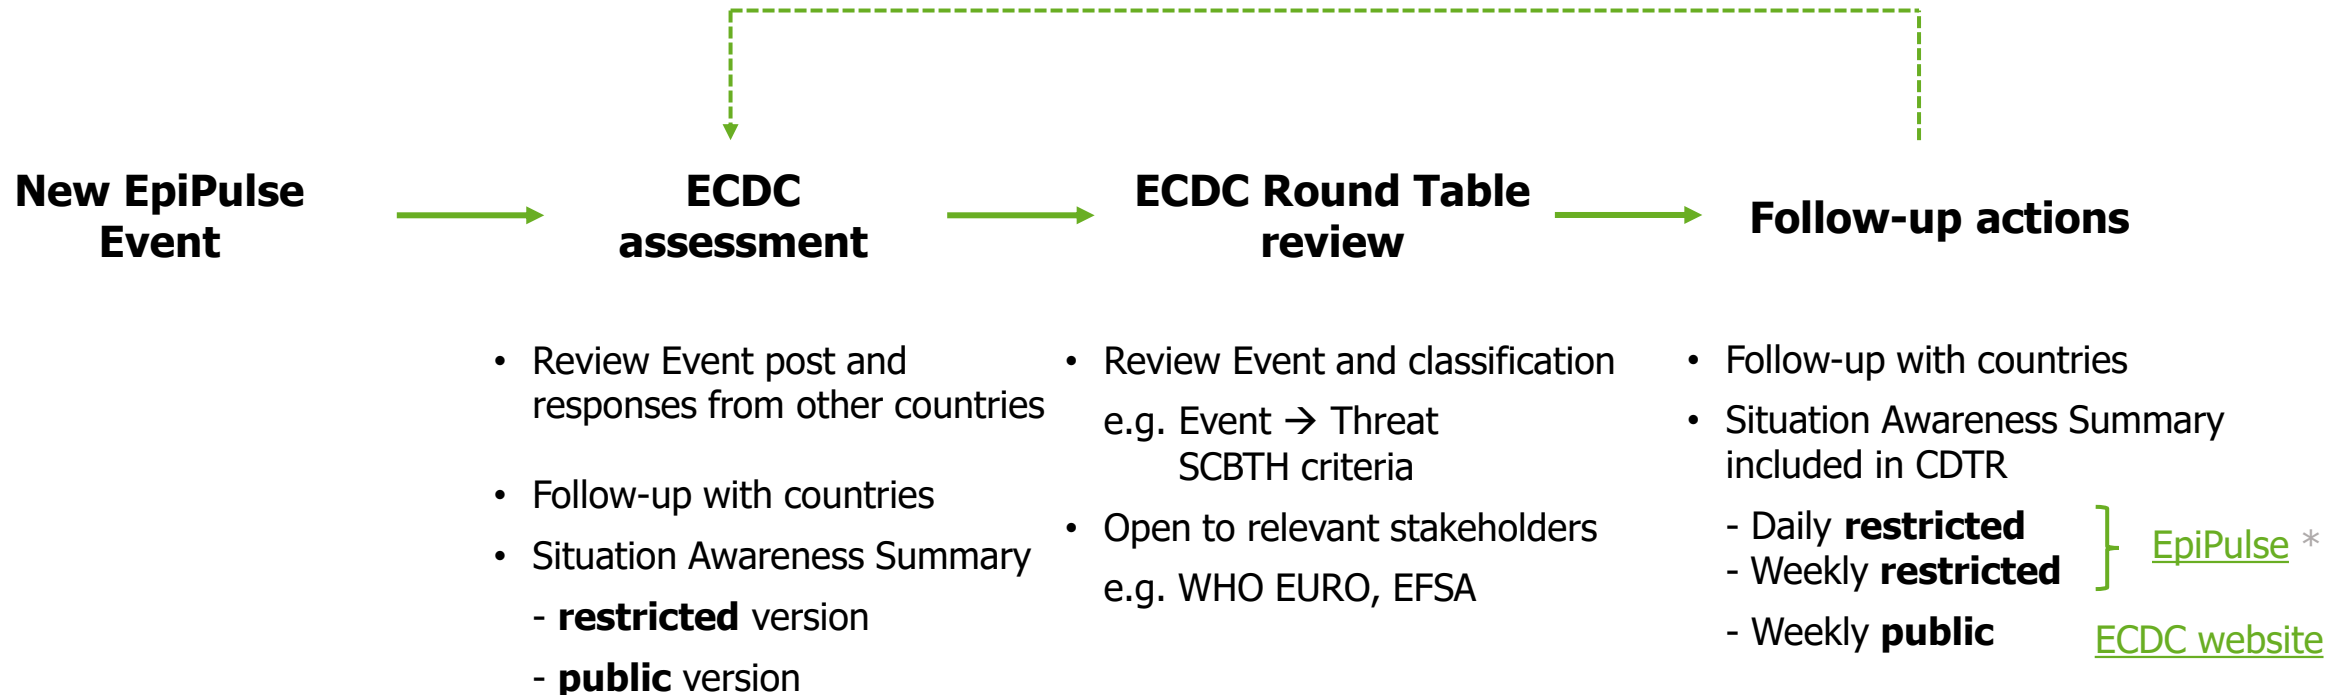 New EpiPulse
Event
ECDC
assessment
ECDC Round Table
review
Follow-up actions
• Review Event post and
responses from other countries
• Follow-up with countries
• Situation Awareness Summary
- restricted version
- public version
• Review Event and classification
e.g. Event → Threat
SCBTH criteria
• Open to relevant stakeholders
e.g. WHO EURO, EFSA
• Follow-up with countries
• Situation Awareness Summary
included in CDTR
- Daily restricted
- Weekly restricted
EpiPulse *
- Weekly public
ECDC website